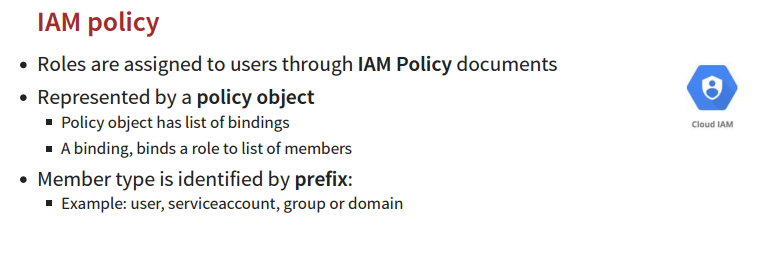 IAM policy
Roles are assigned to users through IAM Policy documents
Represented by a policy object
Policy object has list of bindings
A binding, binds a role to list of members
Cloud IAM
Member type is identified by prefix:
Example: user, serviceaccount, group or domain